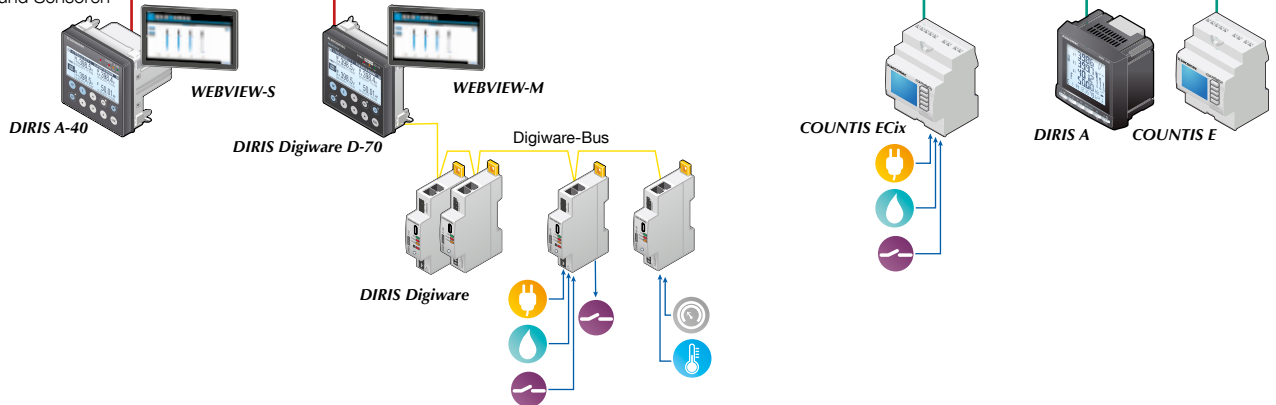 und Sensoren
WEBVIEW-S
DIRIS A-40
WEBVIEW-M
DIRIS Digiware D-70
Digiware-Bus
DIRIS Digiware
COUNTIS ECix
DIRIS A
COUNTIS E